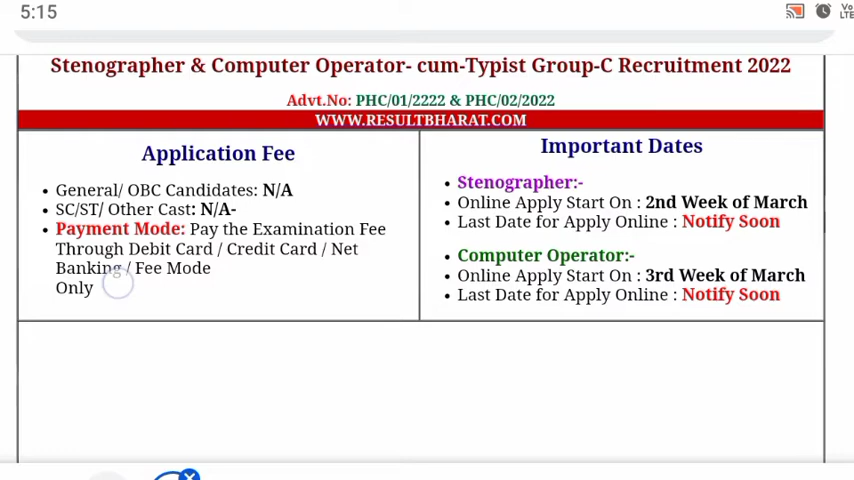 5:15
Vo
LTE
Stenographer & Computer Operator- cum-Typist Group-C Recruitment 2022
Advt.No: PHC/01/2222 & PHC/02/2022
WWW.RESULTBHARAT.COM
Application Fee
General/ OBC Candidates: N/A
SC/ST/ Other Cast: N/A-
Payment Mode: Pay the Examination Fee
Through Debit Card / Credit Card / Net
Banking / Fee Mode
Only
Important Dates
Stenographer:-
Online Apply Start On : 2nd Week of March
Last Date for Apply Online : Notify Soon
Computer Operator:-
Online Apply Start On : 3rd Week of March
Last Date for Apply Online : Notify Soon